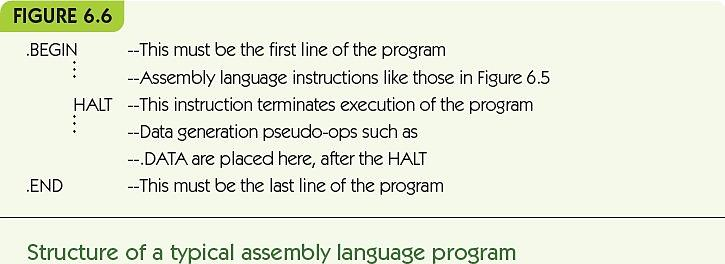 FIGURE 6.6
.BEGIN --This must be the first line of the program
⋮ --Assembly language instructions like those in Figure 6.5
HALT --This instruction terminates execution of the program
⋮ --Data generation pseudo-ops such as
--.DATA are placed here, after the HALT
.END --This must be the last line of the program
Structure of a typical assembly language program